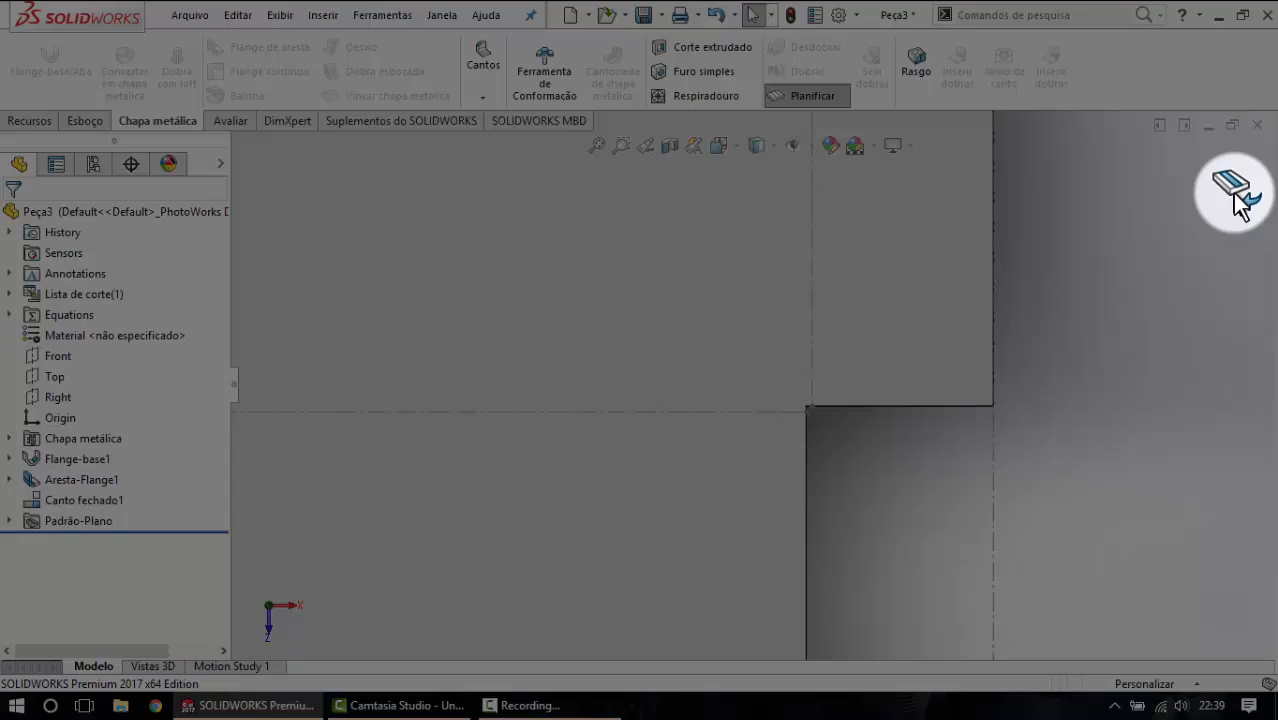 SOLIDWORKS Arquivo Editar Exibir Inserir Ferramentas Janela Ajuda Peça3 * Comandos de pesquisa ?
Flange-base/Aba
Converter em chapa metálica
Dobra com loft
Flange de aresta
Flange contínuo
Bainha
Desvio
Dobra esboçada
Vincar chapa metálica
Cantos
Ferramenta de Conformação
Cantoneira de chapa metálica
Corte extrudado
Furo simples
Respiradouro
Desdobrar
Dobrar
Planificar
Sem dobras
Rasgo
Inserir dobras
Alívio de canto
Inserir dobras
Recursos Esboço Chapa metálica Avaliar DimXpert Suplementos do SOLIDWORKS SOLIDWORKS MBD
Peça3 (Default<<Default>_PhotoWorks D
History
Sensors
Annotations
Lista de corte(1)
Equations
Material <não especificado>
Front
Top
Right
Origin
Chapa metálica
Flange-base1
Aresta-Flange1
Canto fechado1
Padrão-Plano
X
Z
Modelo Vistas 3D Motion Study 1
SOLIDWORKS Premium 2017 x64 Edition Personalizar
SOLIDWORKS Premiu... Camtasia Studio - Un... Recording... 22:39